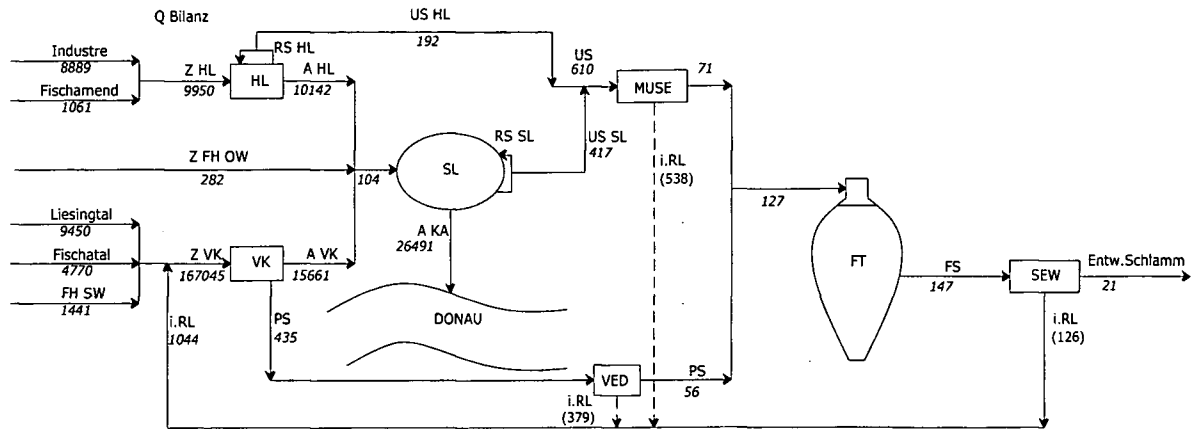 Q Bilanz
US HL
192
Industre
8889
RS HL
Z HL
9950
HL
A HL
10142
US
610
MUSE
71
Fischamend
1061
RS SL
US SL
417
Z FH OW
282
104
SL
i.RL
(538)
127
Liesingtal
9450
A KA
26491
Fischatal
4770
Z VK
167045
VK
A VK
15661
FT
FS
147
SEW
Entw.Schlamm
21
FH SW
1441
i.RL
1044
PS
435
DONAU
i.RL
(126)
VED
PS
56
i.RL
(379)